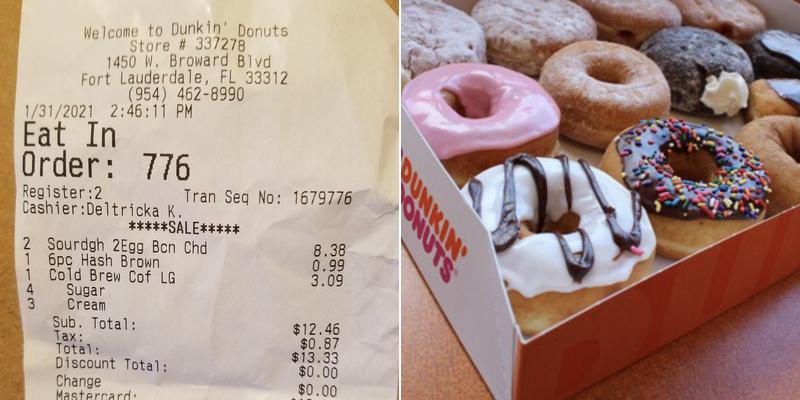 Welcome to Dunkin' Donuts
Store # 337278
1450 W. Broward Blvd
Fort Lauderdale, FL 33312
(954) 462-8990
1/31/2021 2:46:11 PM
Eat In
Order: 776
Register:2 Tran Seq No: 1679776
Cashier:Deltricka K.
*****SALE*****
2 Sourdgh 2Egg Bcn Chd 8.38
1 6pc Hash Brown 0.99
1 Cold Brew Cof LG 3.09
4 Sugar
3 Cream
Sub. Total: $12.46
Tax: $0.87
Total: $13.33
Discount Total: $0.00
Change $0.00
Mastercard:
DUNKIN'
DONUTS